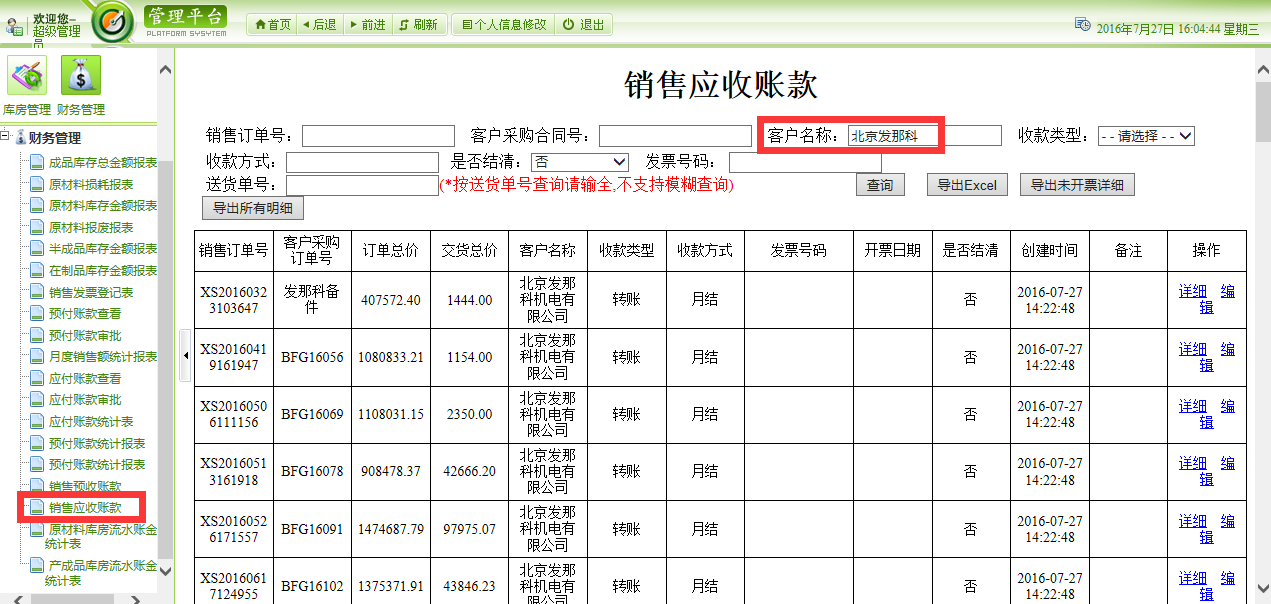 欢迎您–
超级管理
员
管理平台
PLATFORM SYSYTEM
首页 后退 前进 刷新 个人信息修改 退出
2016年7月27日 16:04:44 星期三
库房管理 财务管理
财务管理
成品库存总金额报表
原材料损耗报表
原材料库存金额报表
原材料报废报表
半成品库存金额报表
在制品库存金额报表
销售发票登记表
预付账款查看
预付账款审批
月度销售额统计报表
应付账款查看
应付账款审批
应付账款统计表
预付账款统计报表
预付账款统计报表
销售预收账款
销售应收账款
原材料库房流水账金
统计表
产成品库房流水账金
统计表
销售应收账款
销售订单号: 客户采购合同号: 客户名称: 北京发那科 收款类型: --请选择--
收款方式: 是否结清: 否 发票号码:
送货单号: (*按送货单号查询请输全,不支持模糊查询) 查询 导出Excel 导出未开票详细
导出所有明细
销售订单号 客户采购 订单总价 交货总价 客户名称 收款类型 收款方式 发票号码 开票日期 是否结清 创建时间 备注 操作
订单号
XS2016032 发那科备 407572.40 1444.00 北京发那 转账 月结 否 2016-07-27 详细 编
3103647 件 科机电有 14:22:48 辑
限公司
XS2016041 BFG16056 1080833.21 1154.00 北京发那 转账 月结 否 2016-07-27 详细 编
9161947 科机电有 14:22:48 辑
限公司
XS2016050 BFG16069 1108031.15 2350.00 北京发那 转账 月结 否 2016-07-27 详细 编
6111156 科机电有 14:22:48 辑
限公司
XS2016051 BFG16078 908478.37 42666.20 北京发那 转账 月结 否 2016-07-27 详细 编
3161918 科机电有 14:22:48 辑
限公司
XS2016052 BFG16091 1474687.79 97975.07 北京发那 转账 月结 否 2016-07-27 详细 编
6171557 科机电有 14:22:48 辑
限公司
XS2016061 BFG16102 1375371.91 43846.23 北京发那 转账 月结 否 2016-07-27 详细 编
7124955 科机电有 14:22:48 辑
限公司